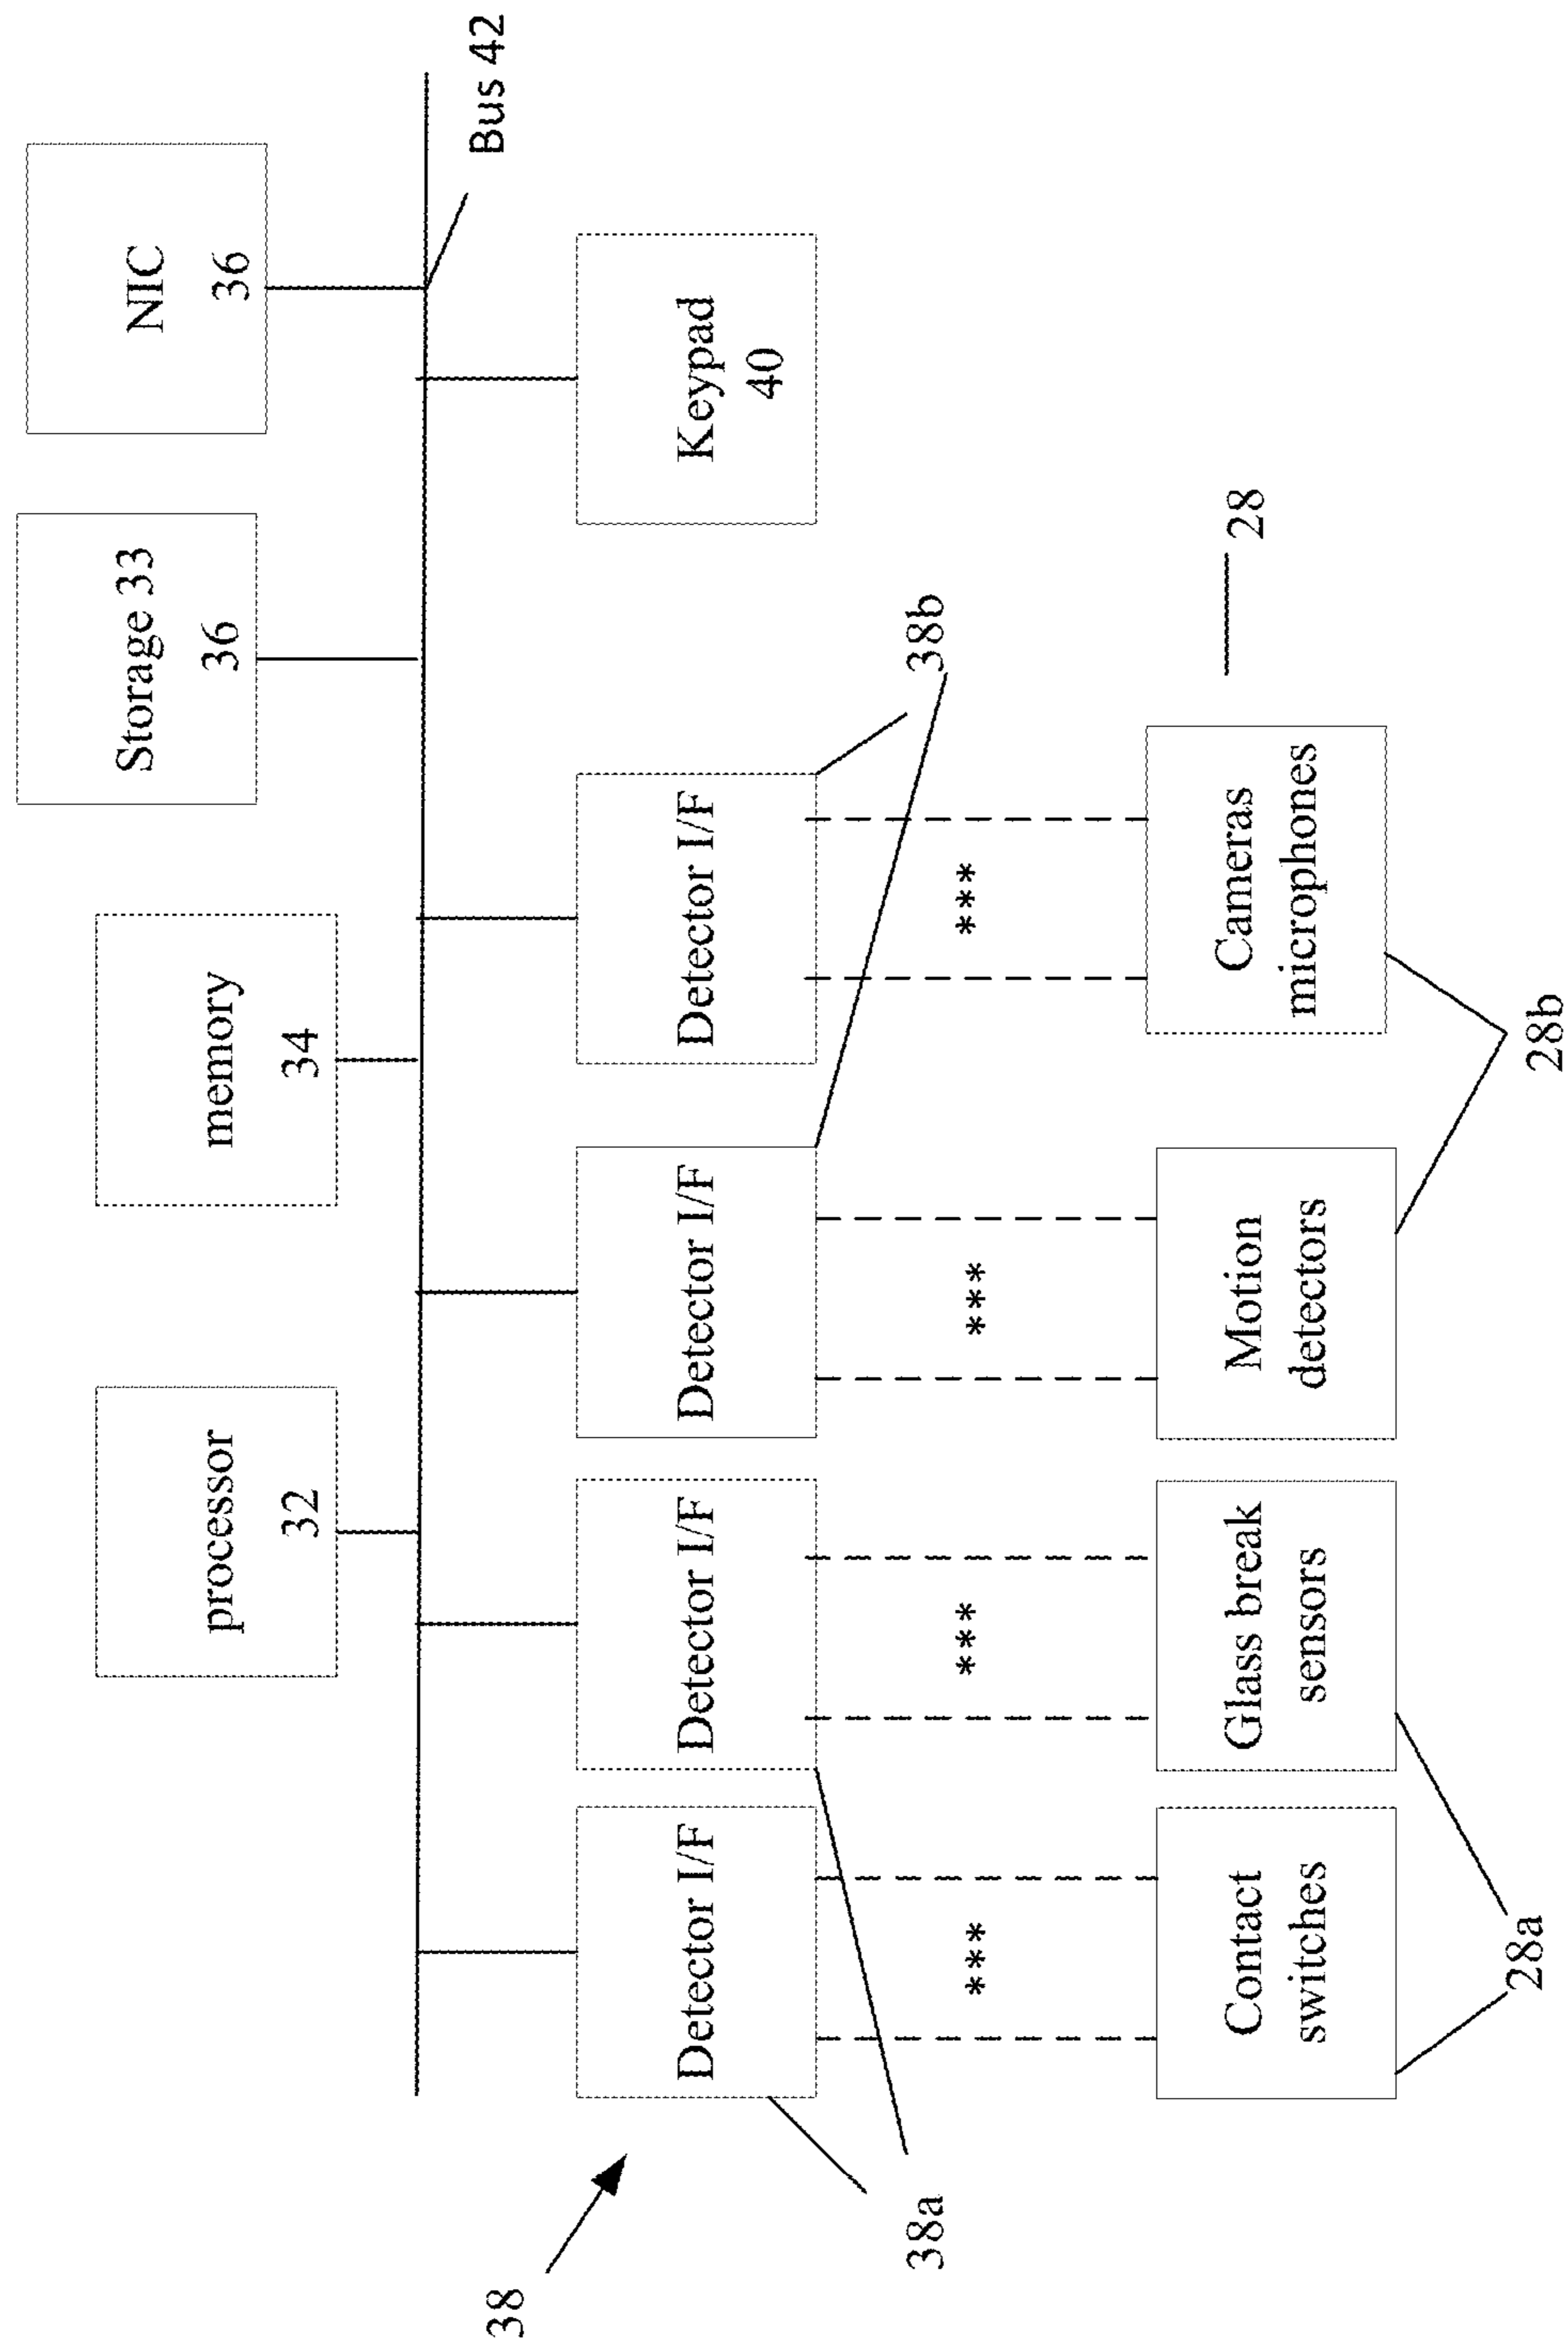 processor
32
memory
34
Storage 33
36
NIC
36
Bus 42
38
Detector I/F
Detector I/F
Detector I/F
Detector I/F
Keypad
40
38a
38b
***
***
***
***
Contact
switches
Glass break
sensors
Motion
detectors
Cameras
microphones
28
28a
28b